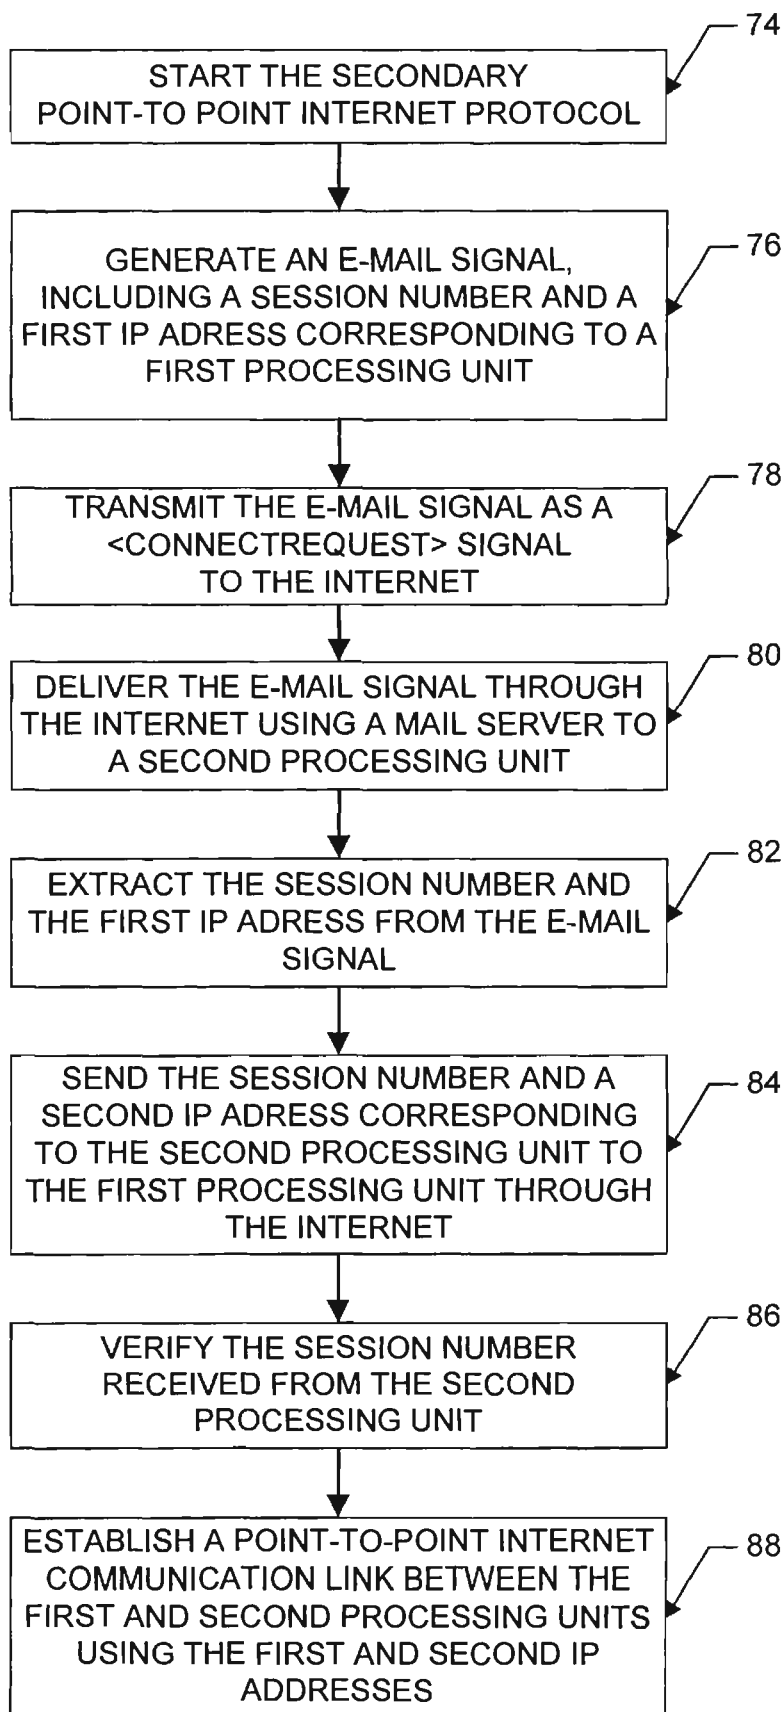 74
START THE SECONDARY
POINT-TO POINT INTERNET PROTOCOL
76
GENERATE AN E-MAIL SIGNAL,
INCLUDING A SESSION NUMBER AND A
FIRST IP ADRESS CORRESPONDING TO A
FIRST PROCESSING UNIT
78
TRANSMIT THE E-MAIL SIGNAL AS A
<CONNECTREQUEST> SIGNAL
TO THE INTERNET
80
DELIVER THE E-MAIL SIGNAL THROUGH
THE INTERNET USING A MAIL SERVER TO
A SECOND PROCESSING UNIT
82
EXTRACT THE SESSION NUMBER AND
THE FIRST IP ADRESS FROM THE E-MAIL
SIGNAL
84
SEND THE SESSION NUMBER AND A
SECOND IP ADRESS CORRESPONDING
TO THE SECOND PROCESSING UNIT TO
THE FIRST PROCESSING UNIT THROUGH
THE INTERNET
86
VERIFY THE SESSION NUMBER
RECEIVED FROM THE SECOND
PROCESSING UNIT
88
ESTABLISH A POINT-TO-POINT INTERNET
COMMUNICATION LINK BETWEEN THE
FIRST AND SECOND PROCESSING UNITS
USING THE FIRST AND SECOND IP
ADDRESSES